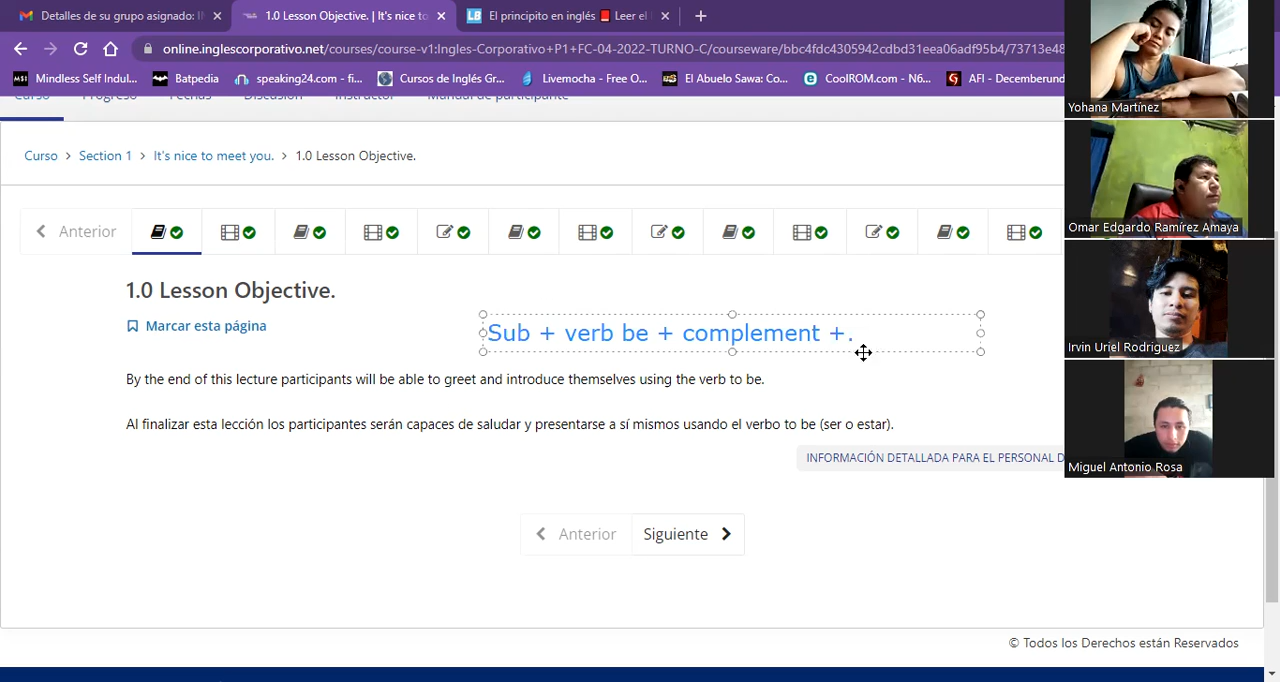 Detalles de su grupo asignado: I
1.0 Lesson Objective. | It's nice to
El principito en inglés 📕 Leer el l
online.inglescorporativo.net/courses/course-v1:Ingles-Corporativo+P1+FC-04-2022-TURNO-C/courseware/bbc4fdc4305942cdbd31eea06adf95b4/73713e48
Mindless Self Indul...
Batpedia
speaking24.com - fi...
Cursos de Inglés Gr...
Livemocha - Free O...
El Abuelo Sawa: Co...
CoolROM.com - N6...
AFI - Decemberund
Curso
Progreso
Fechas
Discusión
Instructor
Manual de participante
Curso > Section 1 > It's nice to meet you. > 1.0 Lesson Objective.
Anterior
1.0 Lesson Objective.
Marcar esta página
Sub + verb be + complement +.
By the end of this lecture participants will be able to greet and introduce themselves using the verb to be.
Al finalizar esta lección los participantes serán capaces de saludar y presentarse a sí mismos usando el verbo to be (ser o estar).
INFORMACIÓN DETALLADA PARA EL PERSONAL D
Anterior
Siguiente
© Todos los Derechos están Reservados
Yohana Martínez
Omar Edgardo Ramírez Amaya
Irvin Uriel Rodriguez
Miguel Antonio Rosa